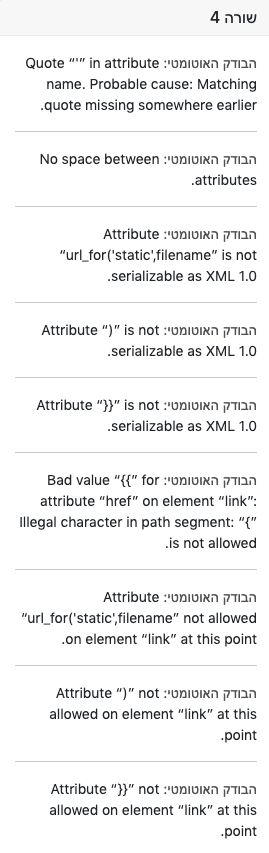 שורה 4
הבודק האוטומטי: Quote “'” in attribute
name. Probable cause: Matching
quote missing somewhere earlier.
הבודק האוטומטי: No space between
attributes.
הבודק האוטומטי: Attribute
“url_for('static',filename” is not
serializable as XML 1.0.
הבודק האוטומטי: Attribute “)” is not
serializable as XML 1.0.
הבודק האוטומטי: Attribute “}}” is not
serializable as XML 1.0.
הבודק האוטומטי: Bad value “{{” for
attribute “href” on element “link”:
Illegal character in path segment: “{”
is not allowed.
הבודק האוטומטי: Attribute
“url_for('static',filename” not allowed
on element “link” at this point.
הבודק האוטומטי: Attribute “)” not
allowed on element “link” at this
point.
הבודק האוטומטי: Attribute “}}” not
allowed on element “link” at this
point.